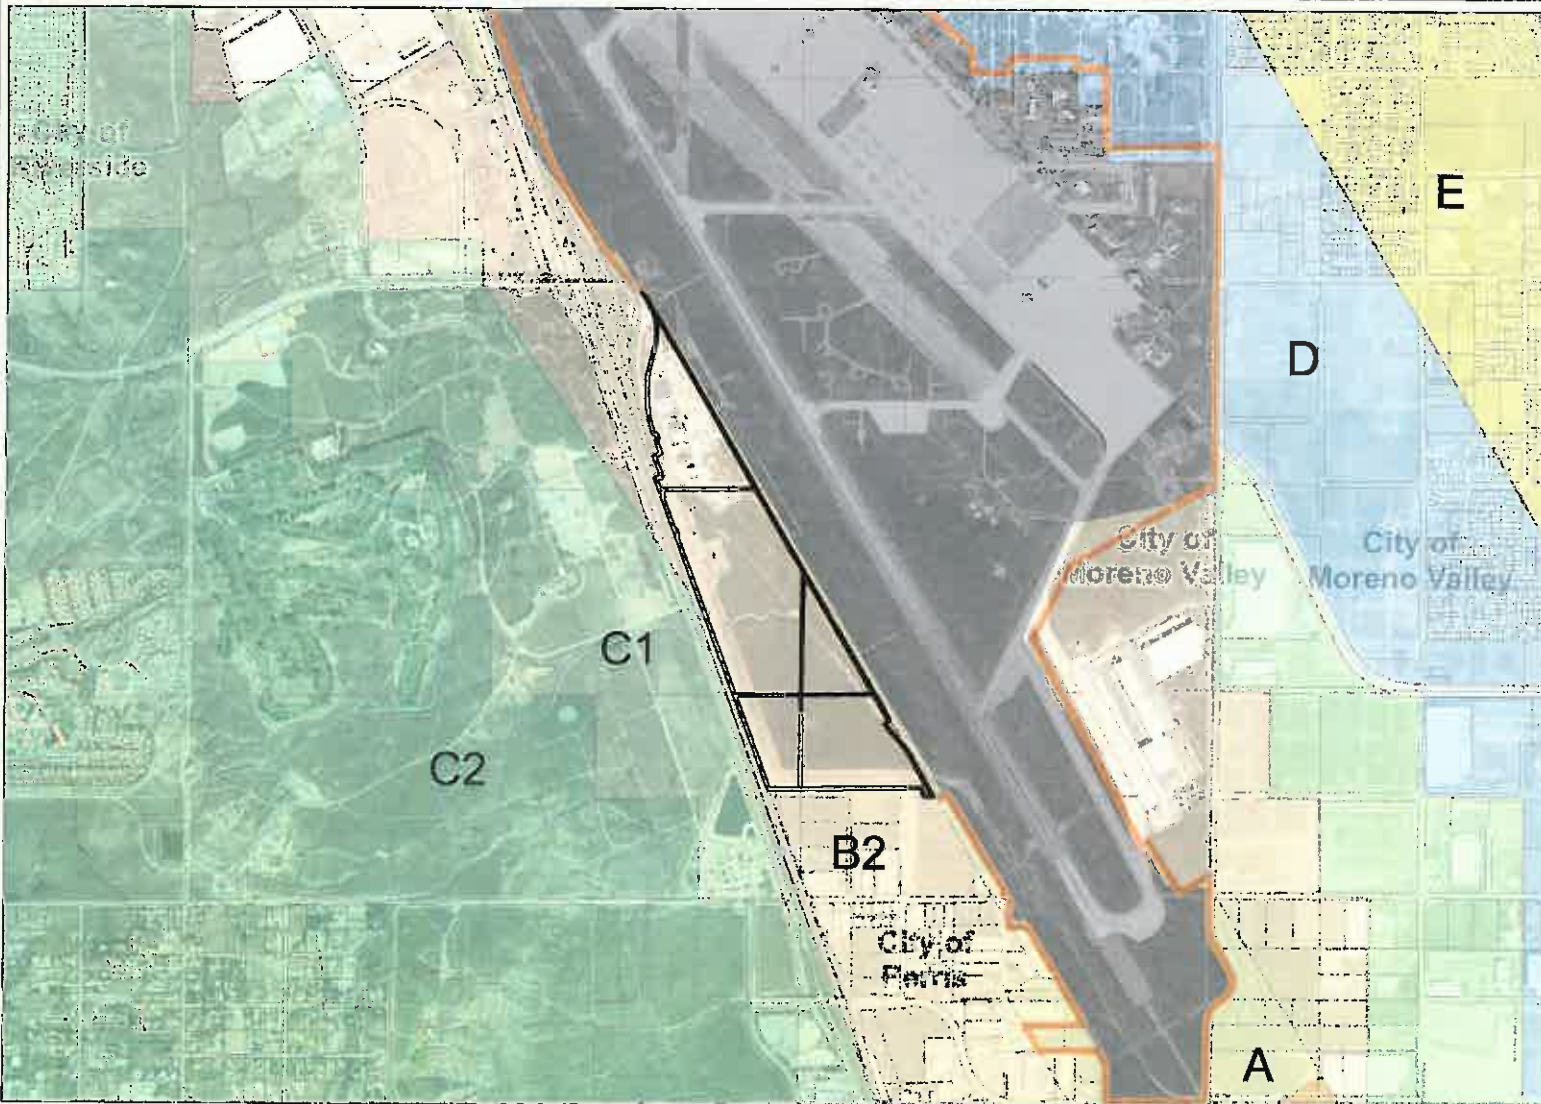 E
D
City of
Moreno Valley
City of
Moreno Valley
C1
C2
B2
City of
Perris
A